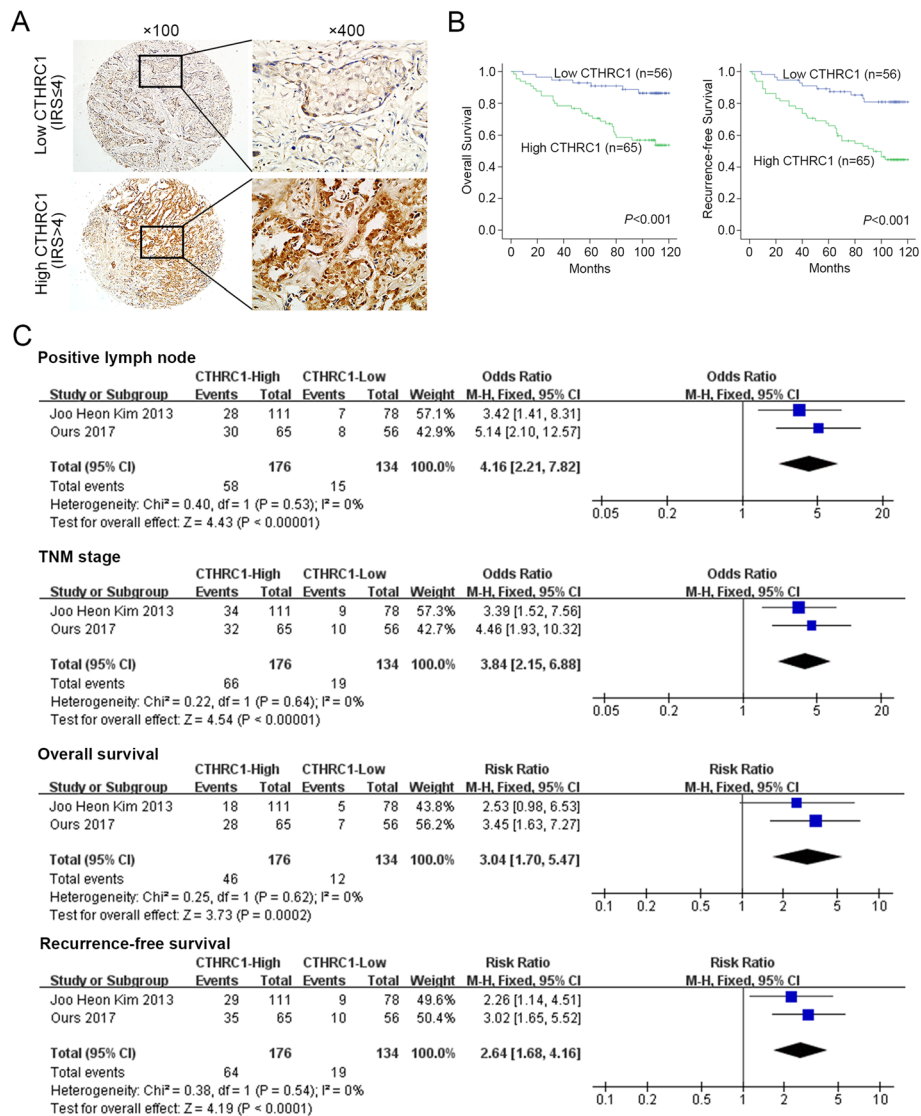 A
×100
×400
Low CTHRC1
(IRS≤4)
High CTHRC1
(IRS>4)
B
Overall Survival
1.0
0.8
0.6
0.4
0.2
0.0
Low CTHRC1 (n=56)
High CTHRC1 (n=65)
P<0.001
0 20 40 60 80 100 120
Months
Recurrence-free Survival
1.0
0.8
0.6
0.4
0.2
0.0
Low CTHRC1 (n=56)
High CTHRC1 (n=65)
P<0.001
0 20 40 60 80 100 120
Months
C
Positive lymph node
CTHRC1-High CTHRC1-Low Odds Ratio Odds Ratio
Study or Subgroup Events Total Events Total Weight M-H, Fixed, 95% CI M-H, Fixed, 95% CI
Joo Heon Kim 2013 28 111 7 78 57.1% 3.42 [1.41, 8.31]
Ours 2017 30 65 8 56 42.9% 5.14 [2.10, 12.57]
Total (95% CI) 176 134 100.0% 4.16 [2.21, 7.82]
Total events 58 15
Heterogeneity: Chi² = 0.40, df = 1 (P = 0.53); I² = 0%
Test for overall effect: Z = 4.43 (P < 0.00001)
0.05 0.2 1 5 20
TNM stage
CTHRC1-High CTHRC1-Low Odds Ratio Odds Ratio
Study or Subgroup Events Total Events Total Weight M-H, Fixed, 95% CI M-H, Fixed, 95% CI
Joo Heon Kim 2013 34 111 9 78 57.3% 3.39 [1.52, 7.56]
Ours 2017 32 65 10 56 42.7% 4.46 [1.93, 10.32]
Total (95% CI) 176 134 100.0% 3.84 [2.15, 6.88]
Total events 66 19
Heterogeneity: Chi² = 0.22, df = 1 (P = 0.64); I² = 0%
Test for overall effect: Z = 4.54 (P < 0.00001)
0.05 0.2 1 5 20
Overall survival
CTHRC1-High CTHRC1-Low Risk Ratio Risk Ratio
Study or Subgroup Events Total Events Total Weight M-H, Fixed, 95% CI M-H, Fixed, 95% CI
Joo Heon Kim 2013 18 111 5 78 43.8% 2.53 [0.98, 6.53]
Ours 2017 28 65 7 56 56.2% 3.45 [1.63, 7.27]
Total (95% CI) 176 134 100.0% 3.04 [1.70, 5.47]
Total events 46 12
Heterogeneity: Chi² = 0.25, df = 1 (P = 0.62); I² = 0%
Test for overall effect: Z = 3.73 (P = 0.0002)
0.1 0.2 0.5 1 2 5 10
Recurrence-free survival
CTHRC1-High CTHRC1-Low Risk Ratio Risk Ratio
Study or Subgroup Events Total Events Total Weight M-H, Fixed, 95% CI M-H, Fixed, 95% CI
Joo Heon Kim 2013 29 111 9 78 49.6% 2.26 [1.14, 4.51]
Ours 2017 35 65 10 56 50.4% 3.02 [1.65, 5.52]
Total (95% CI) 176 134 100.0% 2.64 [1.68, 4.16]
Total events 64 19
Heterogeneity: Chi² = 0.38, df = 1 (P = 0.54); I² = 0%
Test for overall effect: Z = 4.19 (P < 0.0001)
0.1 0.2 0.5 1 2 5 10